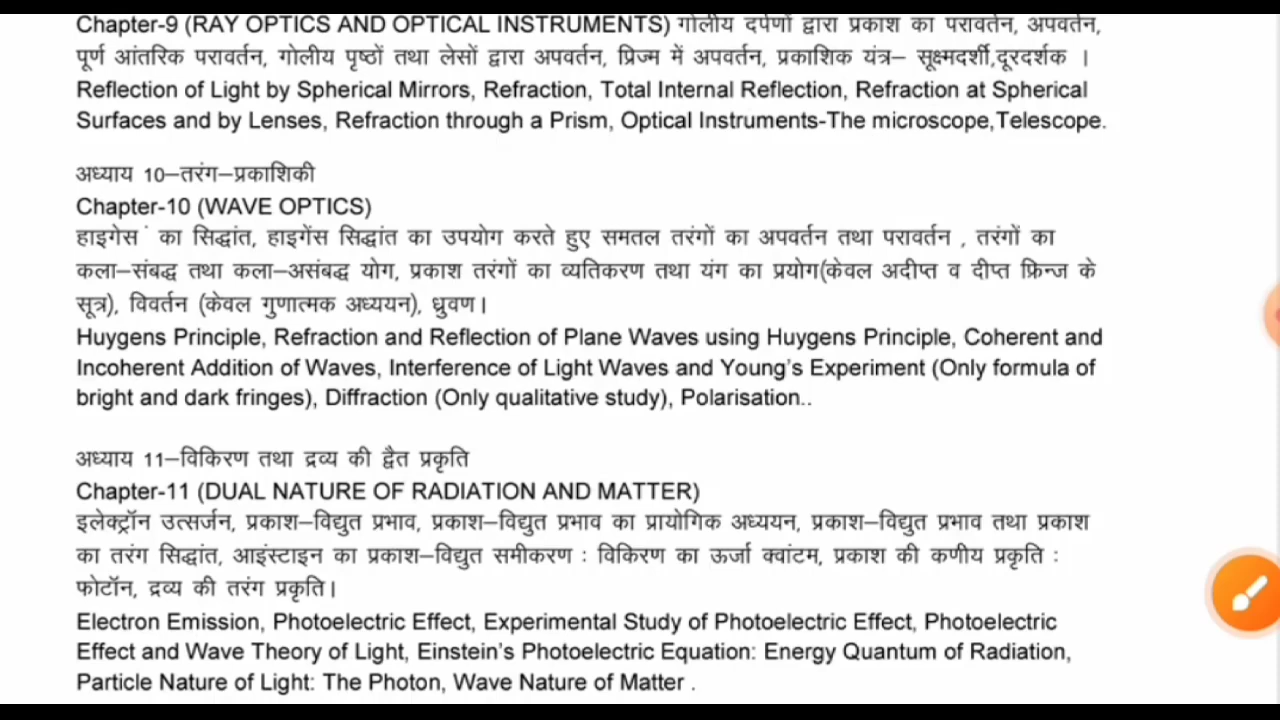 Chapter-9 (RAY OPTICS AND OPTICAL INSTRUMENTS) गोलीय दर्पणों द्वारा प्रकाश का परावर्तन, अपवर्तन,
पूर्ण आंतरिक परावर्तन, गोलीय पृष्ठों तथा लेसों द्वारा अपवर्तन, प्रिज्म में अपवर्तन, प्रकाशिक यंत्र– सूक्ष्मदर्शी,दूरदर्शक ।
Reflection of Light by Spherical Mirrors, Refraction, Total Internal Reflection, Refraction at Spherical
Surfaces and by Lenses, Refraction through a Prism, Optical Instruments-The microscope,Telescope.
अध्याय 10–तरंग–प्रकाशिकी
Chapter-10 (WAVE OPTICS)
हाइगेस ं का सिद्धांत, हाइगेंस सिद्धांत का उपयोग करते हुए समतल तरंगों का अपवर्तन तथा परावर्तन , तरंगों का
कला–संबद्ध तथा कला–असंबद्ध योग, प्रकाश तरंगों का व्यतिकरण तथा यंग का प्रयोग(केवल अदीप्त व दीप्त फ्रिन्ज के
सूत्र), विवर्तन (केवल गुणात्मक अध्ययन), ध्रुवण।
Huygens Principle, Refraction and Reflection of Plane Waves using Huygens Principle, Coherent and
Incoherent Addition of Waves, Interference of Light Waves and Young’s Experiment (Only formula of
bright and dark fringes), Diffraction (Only qualitative study), Polarisation..
अध्याय 11–विकिरण तथा द्रव्य की द्वैत प्रकृति
Chapter-11 (DUAL NATURE OF RADIATION AND MATTER)
इलेक्ट्रॉन उत्सर्जन, प्रकाश–विद्युत प्रभाव, प्रकाश–विद्युत प्रभाव का प्रायोगिक अध्ययन, प्रकाश–विद्युत प्रभाव तथा प्रकाश
का तरंग सिद्धांत, आइंस्टाइन का प्रकाश–विद्युत समीकरण : विकिरण का ऊर्जा क्वांटम, प्रकाश की कणीय प्रकृति :
फोटॉन, द्रव्य की तरंग प्रकृति।
Electron Emission, Photoelectric Effect, Experimental Study of Photoelectric Effect, Photoelectric
Effect and Wave Theory of Light, Einstein’s Photoelectric Equation: Energy Quantum of Radiation,
Particle Nature of Light: The Photon, Wave Nature of Matter .